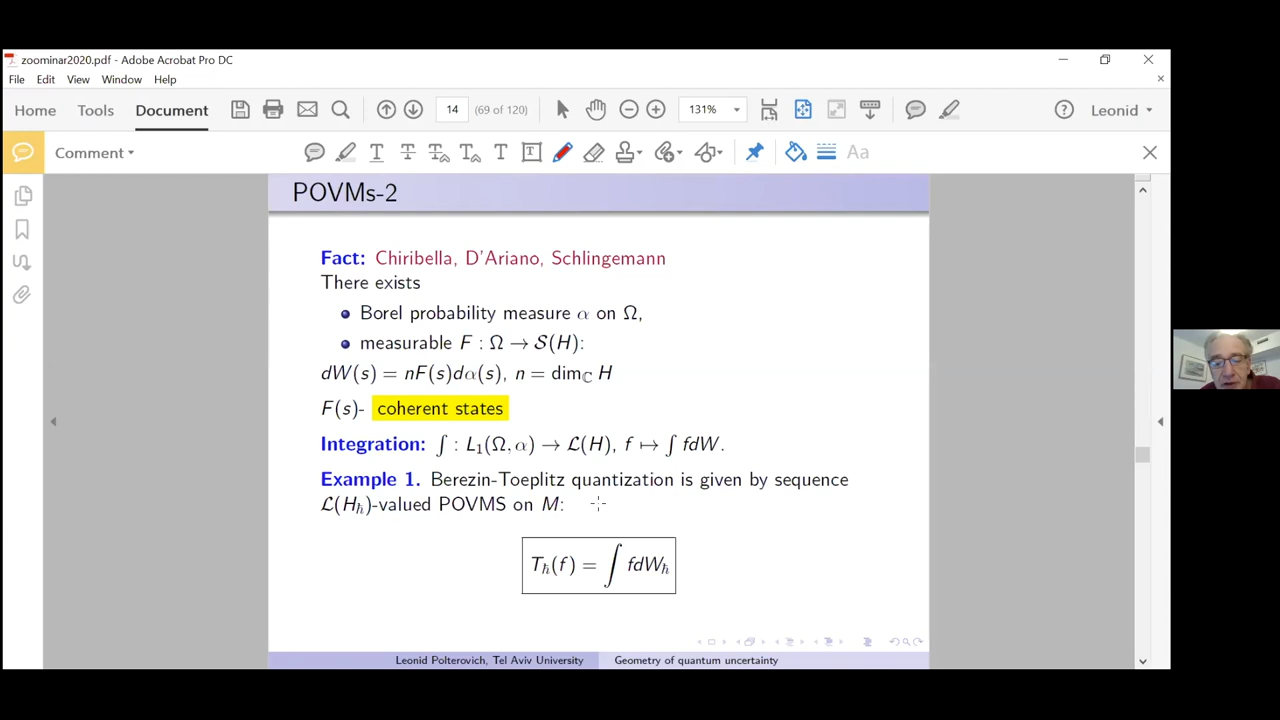 zoominar2020.pdf - Adobe Acrobat Pro DC
File Edit View Window Help
Home Tools Document 14 (69 of 120) 131% Leonid
Comment T T T T T T Aa
POVMs-2
Fact: Chiribella, D'Ariano, Schlingemann
There exists
• Borel probability measure α on Ω,
• measurable F : Ω → 𝒮(H):
dW(s) = nF(s)dα(s), n = dim_ℂ H
F(s)- coherent states
Integration: ∫ : L₁(Ω, α) → ℒ(H), f ↦ ∫ fdW.
Example 1. Berezin-Toeplitz quantization is given by sequence
ℒ(H_ℏ)-valued POVMS on M:
T_ℏ(f) = ∫ fdW_ℏ
Leonid Polterovich, Tel Aviv University Geometry of quantum uncertainty